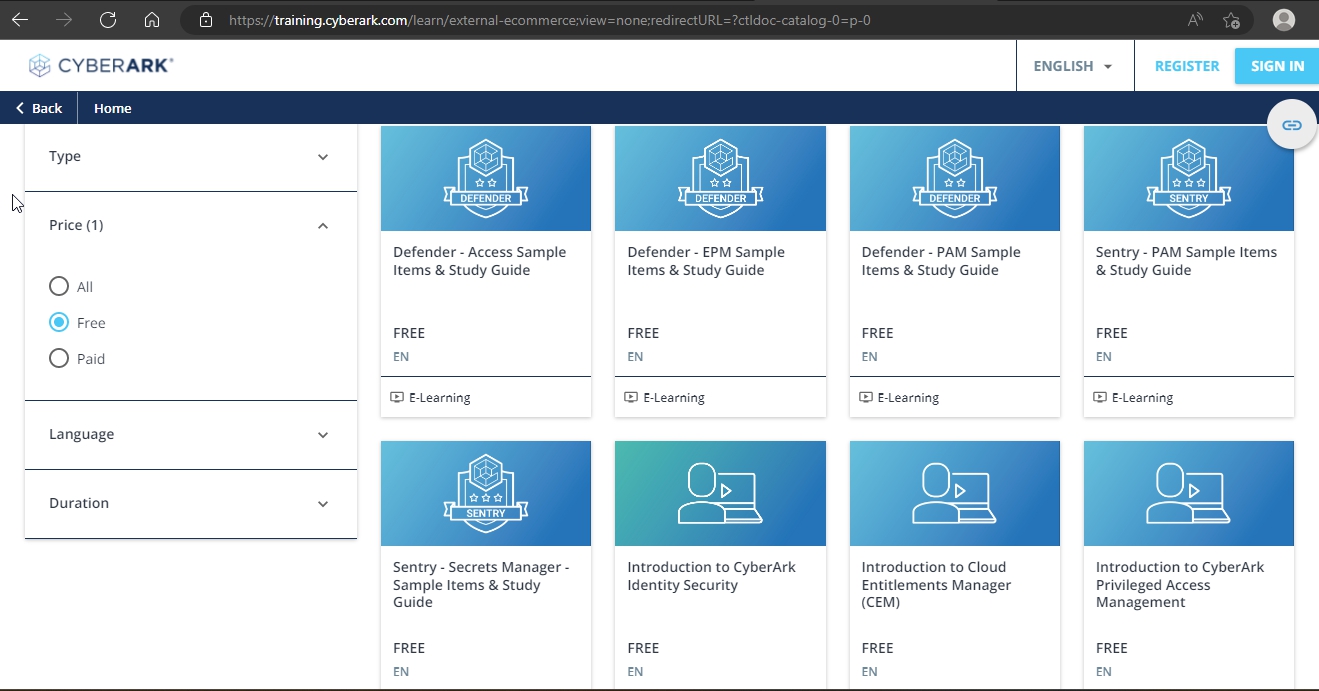 https://training.cyberark.com/learn/external-ecommerce;view=none;redirectURL=?ctldoc-catalog-0=p-0
CYBERARK
ENGLISH
REGISTER
SIGN IN
Back
Home
Type
Price (1)
All
Free
Paid
Language
Duration
DEFENDER
Defender - Access Sample
Items & Study Guide
FREE
EN
E-Learning
DEFENDER
Defender - EPM Sample
Items & Study Guide
FREE
EN
E-Learning
DEFENDER
Defender - PAM Sample
Items & Study Guide
FREE
EN
E-Learning
SENTRY
Sentry - PAM Sample Items
& Study Guide
FREE
EN
E-Learning
SENTRY
Sentry - Secrets Manager -
Sample Items & Study
Guide
FREE
EN
Introduction to CyberArk
Identity Security
FREE
EN
Introduction to Cloud
Entitlements Manager
(CEM)
FREE
EN
Introduction to CyberArk
Privileged Access
Management
FREE
EN